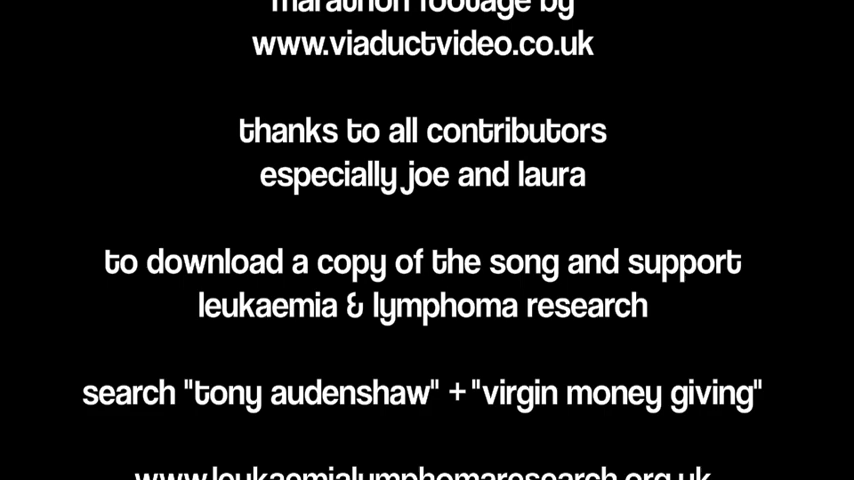 marathon footage by
www.viaductvideo.co.uk
thanks to all contributors
especially joe and laura
to download a copy of the song and support
leukaemia & lymphoma research
search "tony audenshaw" + "virgin money giving"
www.leukaemialymphomaresearch.org.uk